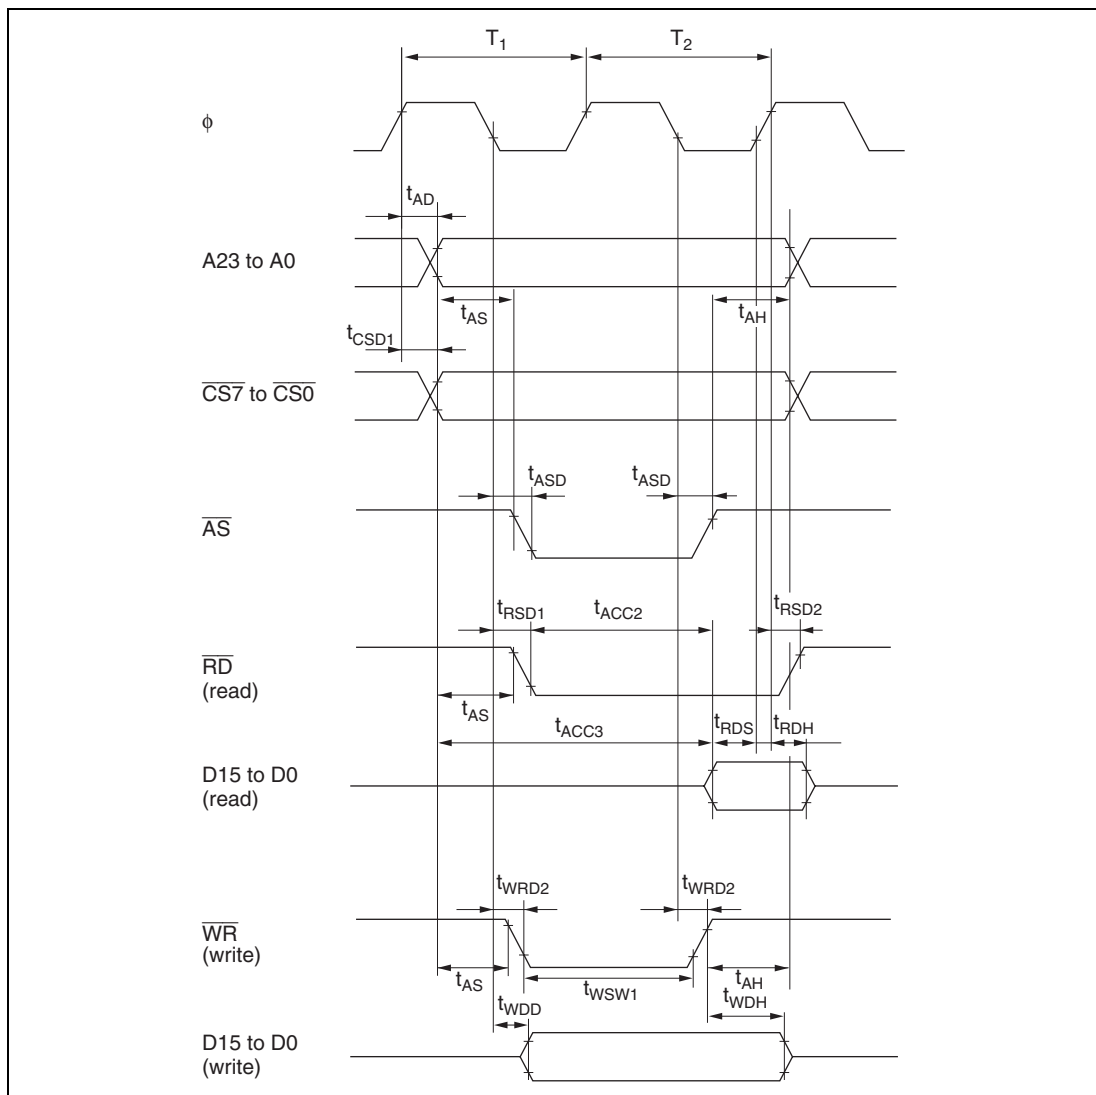 T1 T2
φ
tAD
A23 to A0
tAS tAH
tCSD1
CS7 to CS0
tASD tASD
AS
tRSD1 tACC2 tRSD2
RD
(read)
tAS
tACC3 tRDS tRDH
D15 to D0
(read)
tWRD2 tWRD2
WR
(write)
tAS tWSW1 tAH
tWDD tWDH
D15 to D0
(write)